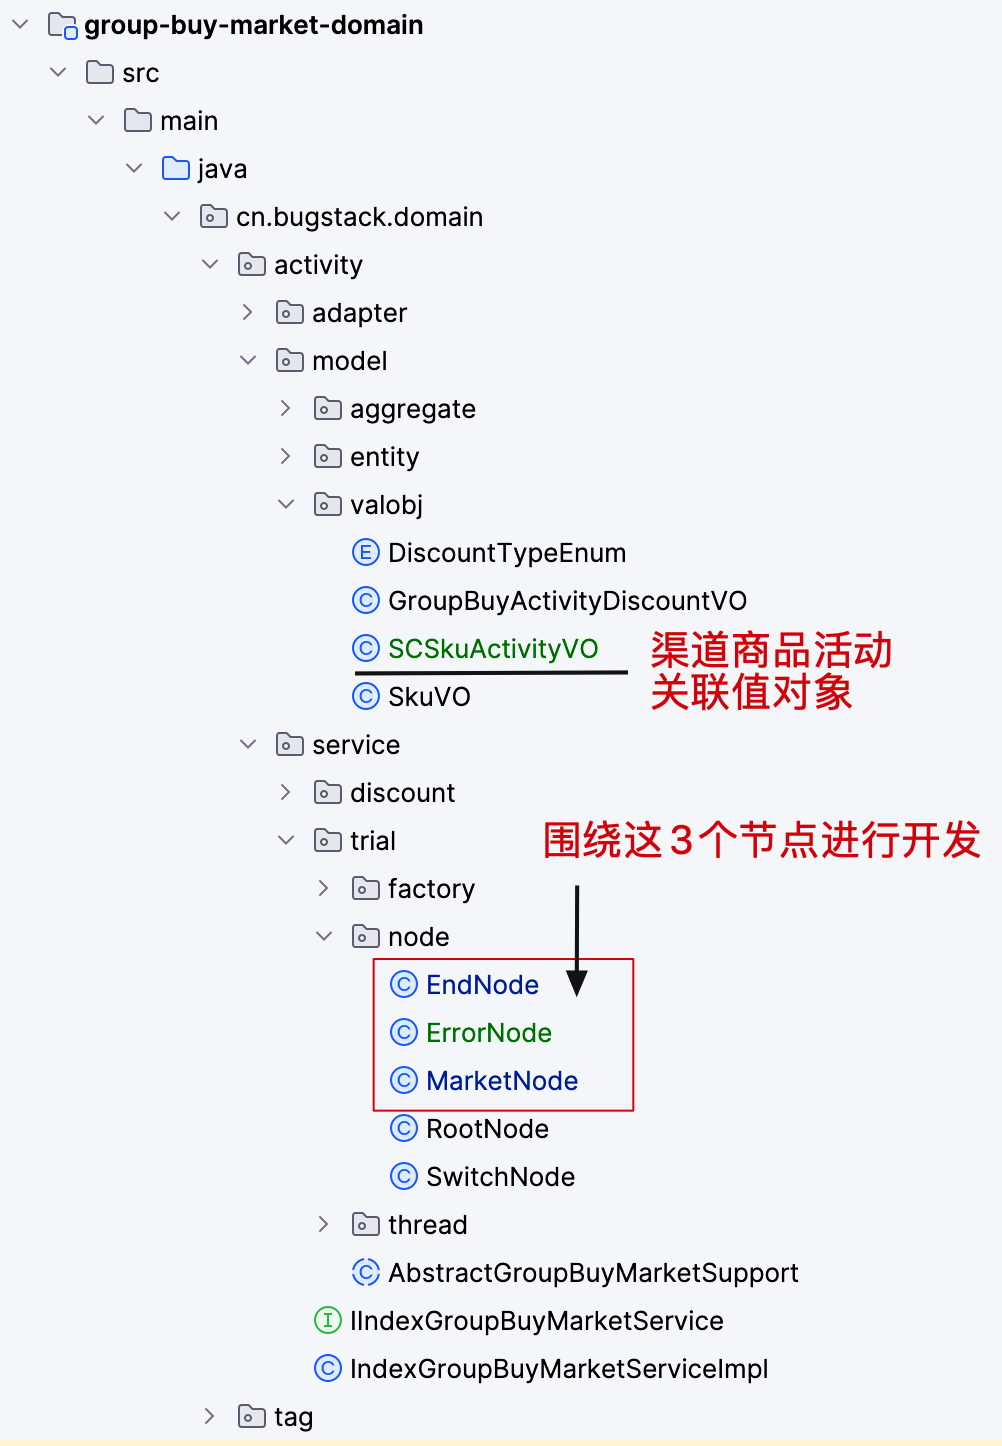 group-buy-market-domain
src
main
java
cn.bugstack.domain
activity
adapter
model
aggregate
entity
valobj
E DiscountTypeEnum
C GroupBuyActivityDiscountVO
C SCSkuActivityVO
渠道商品活动
关联值对象
C SkuVO
service
discount
trial
围绕这3个节点进行开发
factory
node
C EndNode
C ErrorNode
C MarketNode
C RootNode
C SwitchNode
thread
C AbstractGroupBuyMarketSupport
I IIndexGroupBuyMarketService
C IndexGroupBuyMarketServiceImpl
tag